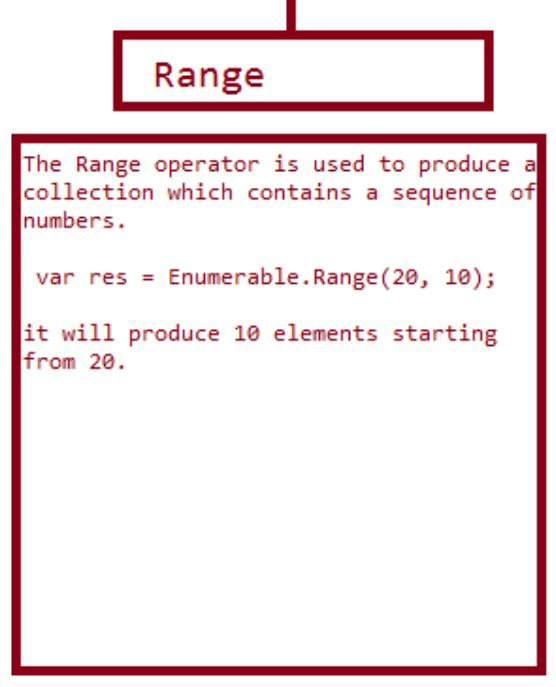 Range
The Range operator is used to produce a
collection which contains a sequence of
numbers.
var res = Enumerable.Range(20, 10);
it will produce 10 elements starting
from 20.